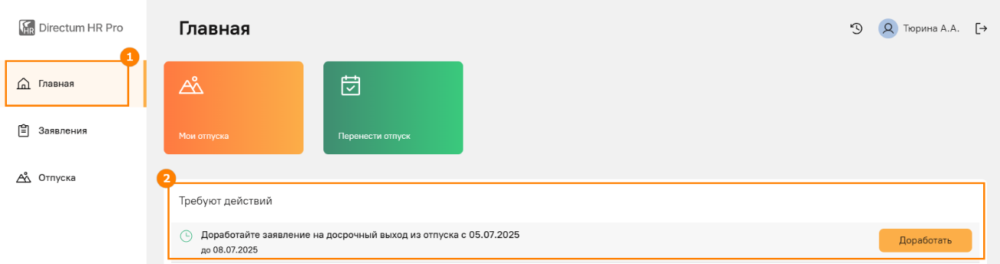 HR Directum HR Pro
Главная
Тюрина А.А.
1
Главная
Заявления
Отпуска
Мои отпуска
Перенести отпуск
2
Требуют действий
Доработайте заявление на досрочный выход из отпуска с 05.07.2025
до 08.07.2025
Доработать